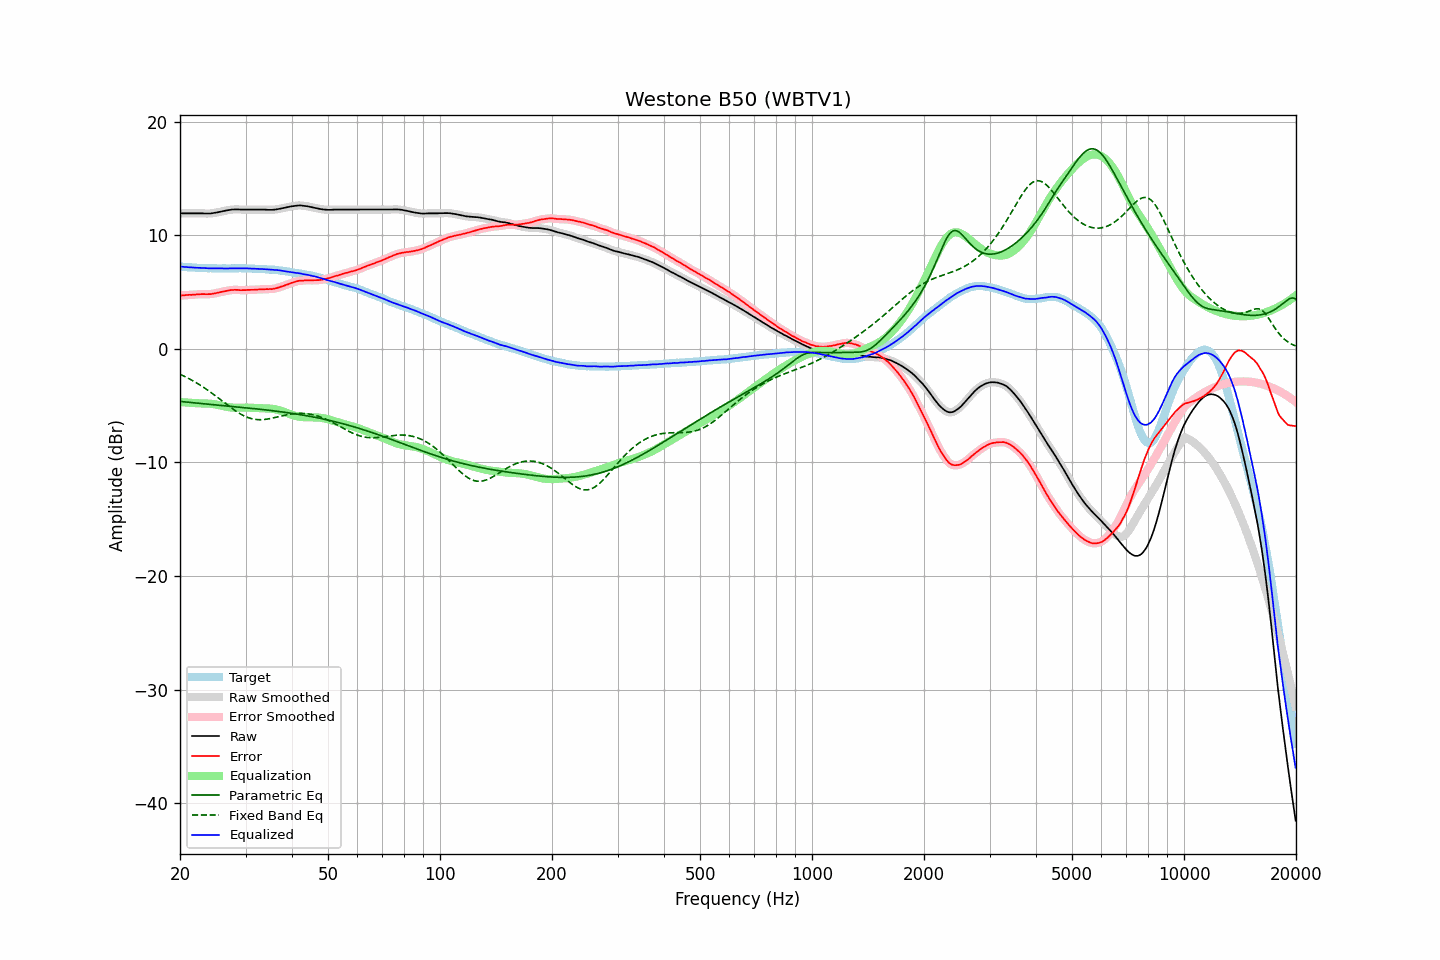 Westone B50 (WBTV1)
20
10
0
−10
−20
−30
−40
Amplitude (dBr)
Target
Raw Smoothed
Error Smoothed
Raw
Error
Equalization
Parametric Eq
Fixed Band Eq
Equalized
20 50 100 200 500 1000 2000 5000 10000 20000
Frequency (Hz)